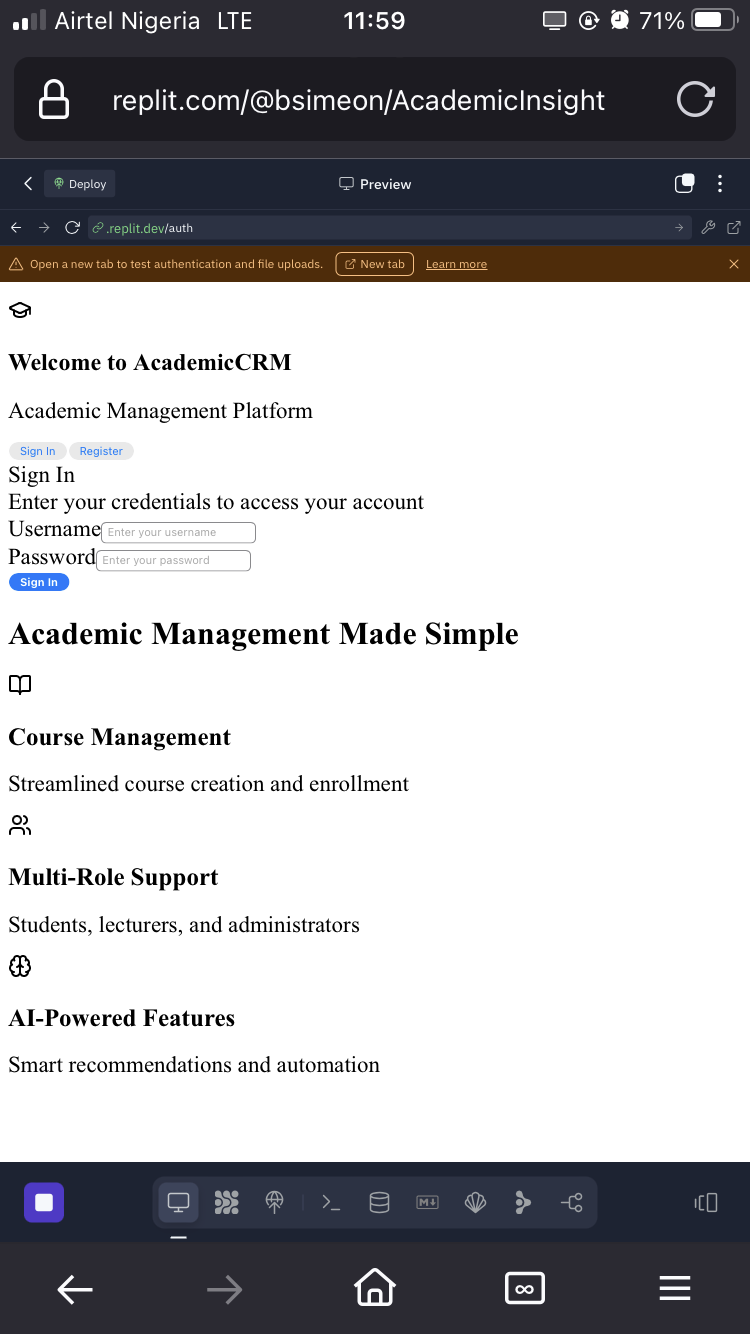 Airtel Nigeria LTE 11:59 71%
replit.com/@bsimeon/AcademicInsight
Deploy Preview
.replit.dev/auth
Open a new tab to test authentication and file uploads. New tab Learn more
Welcome to AcademicCRM
Academic Management Platform
Sign In Register
Sign In
Enter your credentials to access your account
Username Enter your username
Password Enter your password
Sign In
Academic Management Made Simple
Course Management
Streamlined course creation and enrollment
Multi-Role Support
Students, lecturers, and administrators
AI-Powered Features
Smart recommendations and automation